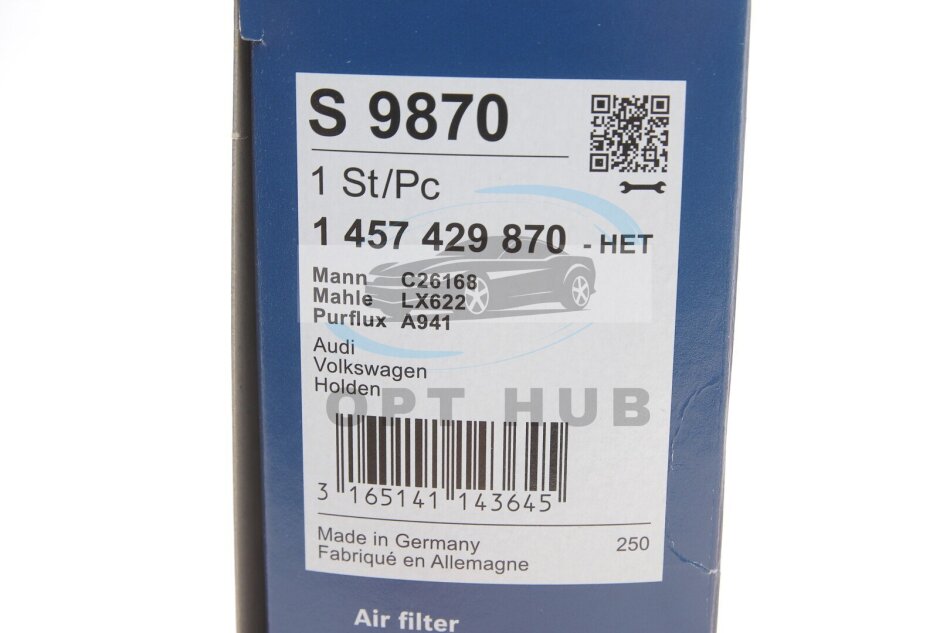 S 9870
1 St/Pc
1 457 429 870 - HET
Mann C26168
Mahle LX622
Purflux A941
Audi
Volkswagen
Holden
OPT HUB
3 165141 143645
Made in Germany 250
Fabriqué en Allemagne
Air filter